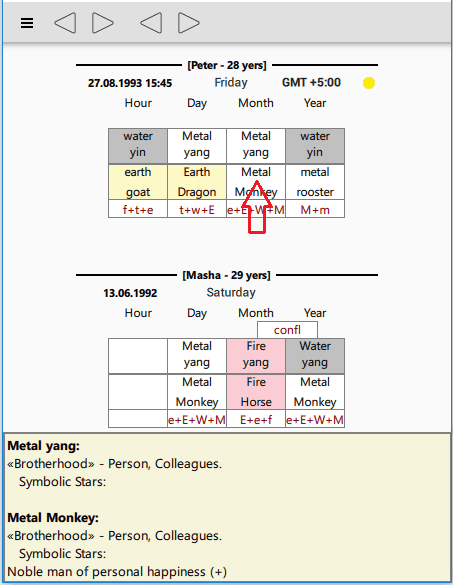 [Peter - 28 yers]
27.08.1993 15:45 Friday GMT +5:00
Hour Day Month Year
water Metal Metal water
yin yang yang yin
earth Earth Metal metal
goat Dragon Monkey rooster
f+t+e t+w+E e+E+W+M M+m
[Masha - 29 yers]
13.06.1992 Saturday
Hour Day Month Year
confl
Metal Fire Water
yang yang yang
Metal Fire Metal
Monkey Horse Monkey
e+E+W+M E+e+f e+E+W+M
Metal yang:
«Brotherhood» - Person, Colleagues.
Symbolic Stars:
Metal Monkey:
«Brotherhood» - Person, Colleagues.
Symbolic Stars:
Noble man of personal happiness (+)